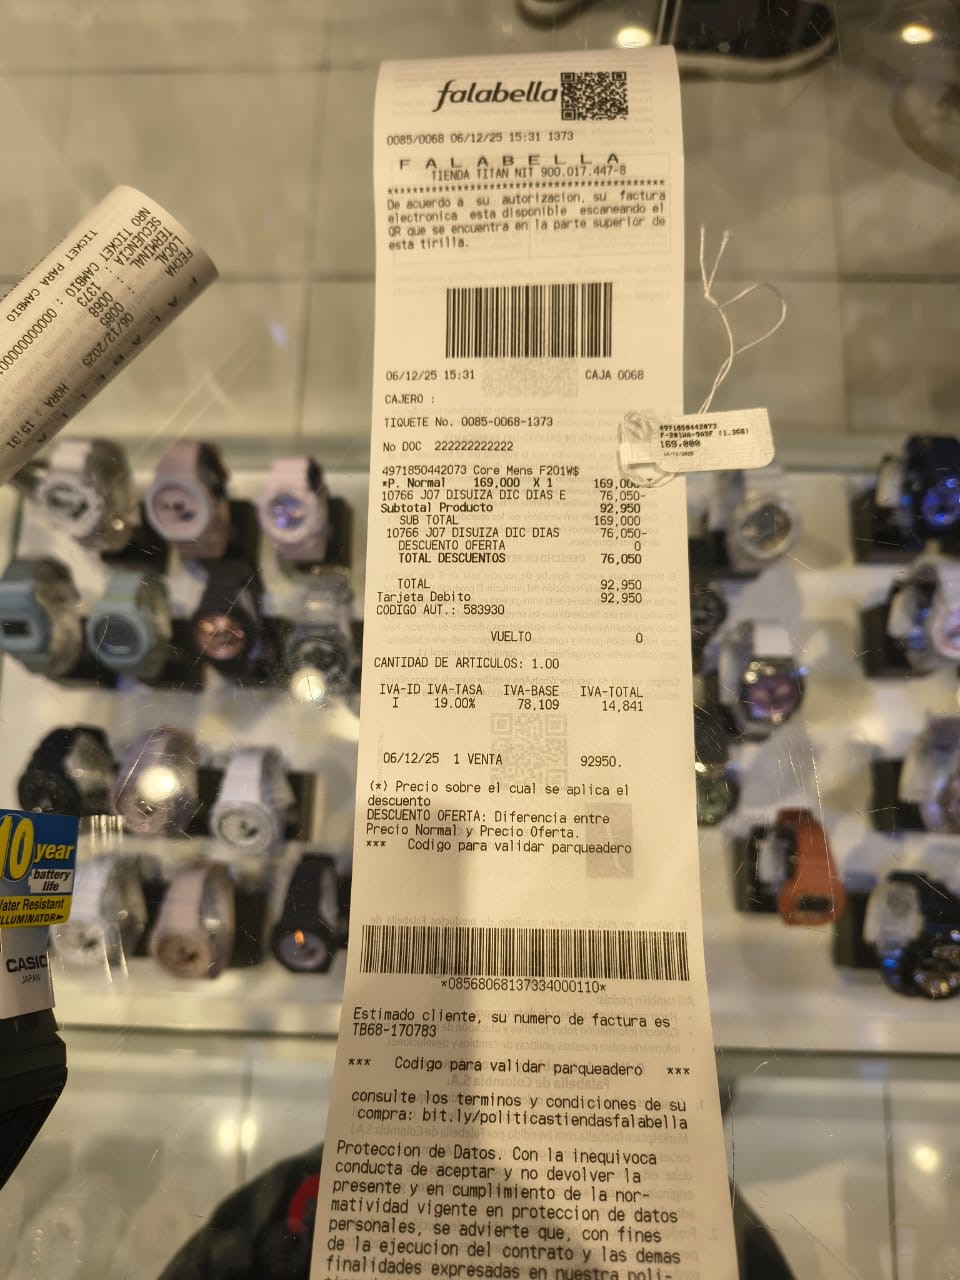 falabella
0085/0068 06/12/25 15:31 1373
F A L A B E L L A
TIENDA TITAN NIT 900.017.447-8
****************************************************
De acuerdo a su autorizacion, su factura
electronica esta disponible escaneando el
QR que se encuentra en la parte superior de
esta tirilla.
06/12/25 15:31 CAJA 0068
CAJERO :
TIQUETE No. 0085-0068-1373
No DOC 222222222222
4971850442073 Core Mens F201W$
*P. Normal 169,000 X 1 169,000
10766 J07 DISUIZA DIC DIAS E 76,050-
Subtotal Producto 92,950
SUB TOTAL 169,000
10766 J07 DISUIZA DIC DIAS 76,050-
DESCUENTO OFERTA 0
TOTAL DESCUENTOS 76,050
TOTAL 92,950
Tarjeta Debito 92,950
CODIGO AUT.: 583930
VUELTO 0.
CANTIDAD DE ARTICULOS: 1.00
IVA-ID IVA-TASA IVA-BASE IVA-TOTAL
I 19.00% 78,109 14,841
06/12/25 1 VENTA 92950.
(*) Precio sobre el cual se aplica el
descuento
DESCUENTO OFERTA: Diferencia entre
Precio Normal y Precio Oferta.
*** Codigo para validar parqueadero
*08568068137334000110*
Estimado cliente, su numero de factura es
TB68-170783
*** Codigo para validar parqueadero ***
consulte los terminos y condiciones de su
compra: bit.ly/politicastiendasfalabella
Proteccion de Datos. Con la inequivoca
conducta de aceptar y no devolver la
presente y en cumplimiento de la nor-
matividad vigente en proteccion de datos
personales, se advierte que, con fines
de la ejecucion del contrato y las demas
finalidades expresadas en nuestra poli-
4971850442073
F-201WA-9ASF (1.3GG)
169,000
FECHA : 06/12/2025 HORA : 15:31
LOCAL : 0085
TERMINAL : 0068
SECUENCIA : 1373
NRO TICKET CAMBIO :
TICKET PARA CAMBIO
10 year
battery
life
Water Resistant
ILLUMINATOR
CASIO
JAPAN